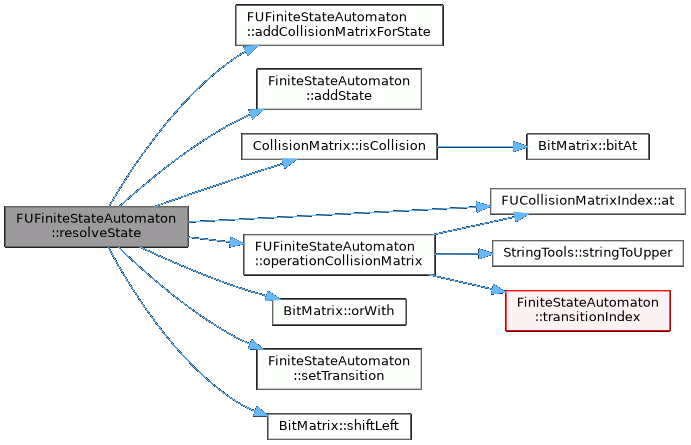 FUFiniteStateAutomaton
::addCollisionMatrixForState
FiniteStateAutomaton
::addState
CollisionMatrix::isCollision
BitMatrix::bitAt
FUFiniteStateAutomaton
::resolveState
FUCollisionMatrixIndex::at
FUFiniteStateAutomaton
::operationCollisionMatrix
StringTools::stringToUpper
FiniteStateAutomaton
::transitionIndex
BitMatrix::orWith
FiniteStateAutomaton
::setTransition
BitMatrix::shiftLeft